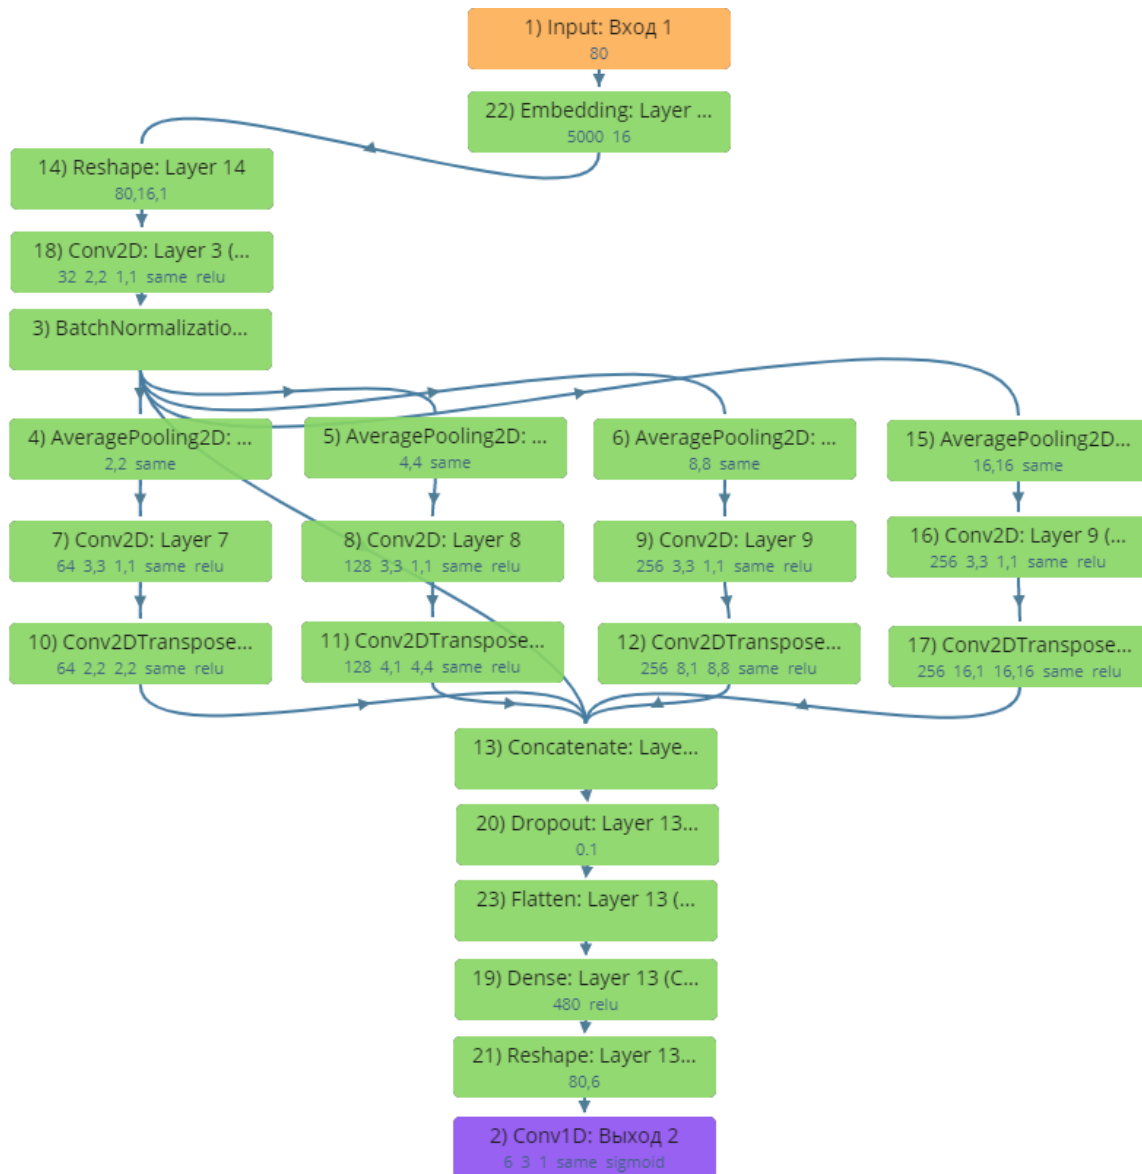 1) Input: Вход 1
80
22) Embedding: Layer ...
5000 16
14) Reshape: Layer 14
80,16,1
18) Conv2D: Layer 3 (...
32 2,2 1,1 same relu
3) BatchNormalizatio...
4) AveragePooling2D: ...
2,2 same
5) AveragePooling2D: ...
4,4 same
6) AveragePooling2D: ...
8,8 same
15) AveragePooling2D...
16,16 same
7) Conv2D: Layer 7
64 3,3 1,1 same relu
8) Conv2D: Layer 8
128 3,3 1,1 same relu
9) Conv2D: Layer 9
256 3,3 1,1 same relu
16) Conv2D: Layer 9 (...
256 3,3 1,1 same relu
10) Conv2DTranspose...
64 2,2 2,2 same relu
11) Conv2DTranspose...
128 4,1 4,4 same relu
12) Conv2DTranspose...
256 8,1 8,8 same relu
17) Conv2DTranspose...
256 16,1 16,16 same relu
13) Concatenate: Laye...
20) Dropout: Layer 13...
0.1
23) Flatten: Layer 13 (...
19) Dense: Layer 13 (C...
480 relu
21) Reshape: Layer 13...
80,6
2) Conv1D: Выход 2
6 3 1 same sigmoid